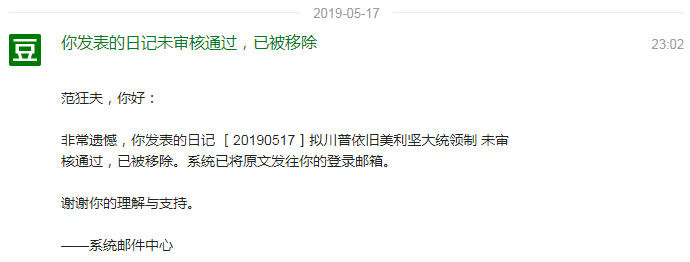 2019-05-17
豆
你发表的日记未审核通过，已被移除
23:02
范狂夫，你好：
非常遗憾，你发表的日记 [ 20190517 ] 拟川普依旧美利坚大统领制 未审
核通过，已被移除。系统已将原文发往你的登录邮箱。
谢谢你的理解与支持。
——系统邮件中心